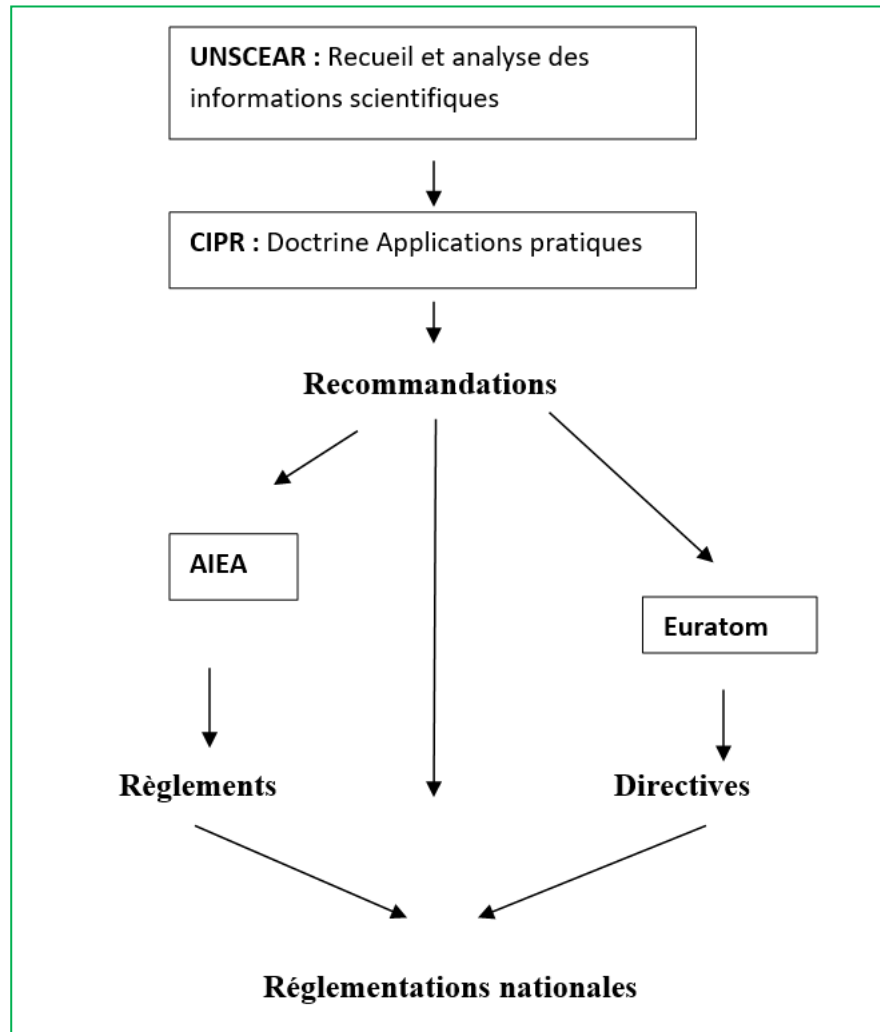 UNSCEAR : Recueil et analyse des
informations scientifiques
CIPR : Doctrine Applications pratiques
Recommandations
AIEA
Euratom
Règlements
Directives
Réglementations nationales